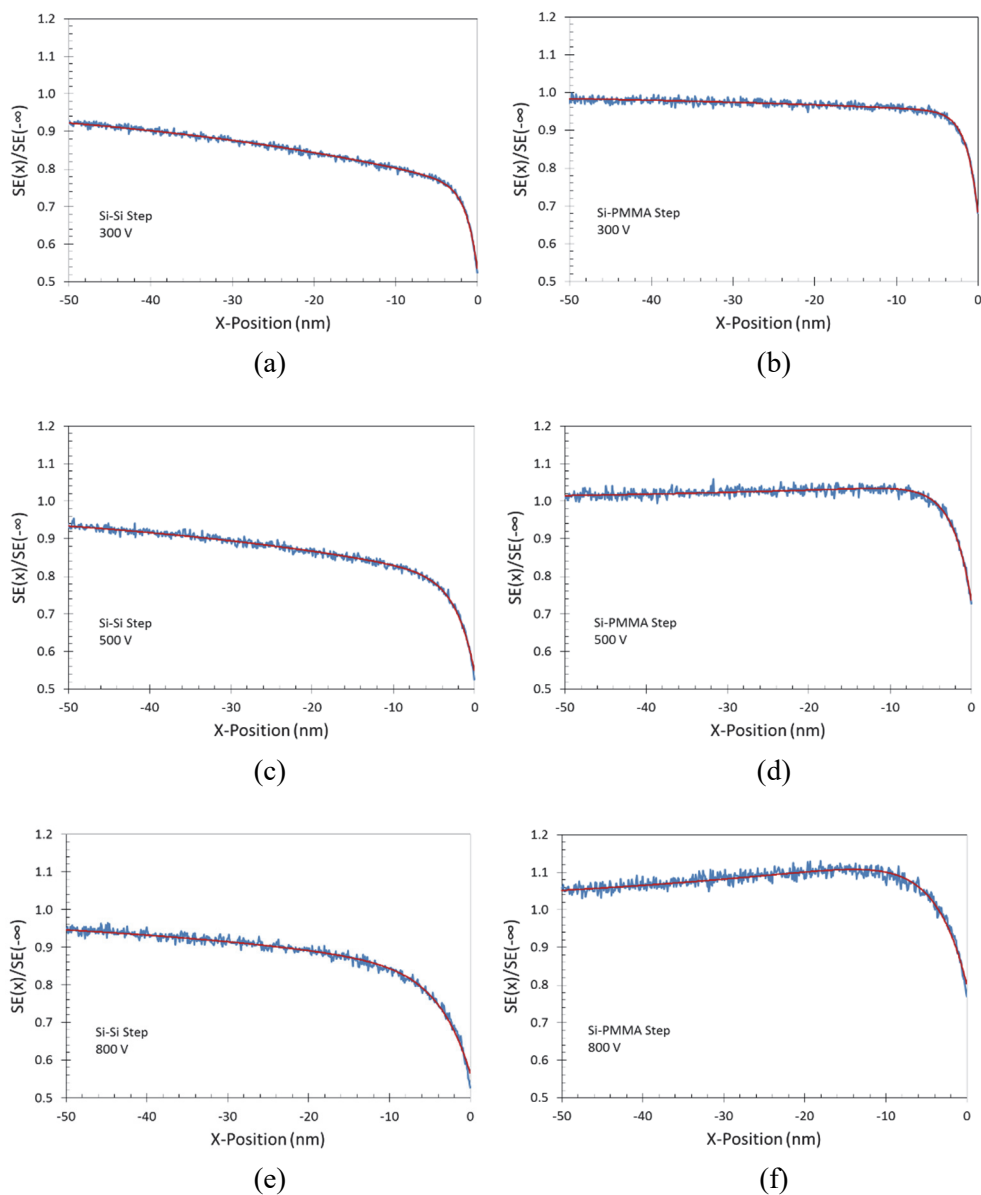 1.2
1.1
1.0
0.9
0.8
0.7
0.6
0.5
SE(x)/SE(-∞)
Si-Si Step
300 V
-50 -40 -30 -20 -10 0
X-Position (nm)
(a)
1.2
1.1
1.0
0.9
0.8
0.7
0.6
0.5
SE(x)/SE(-∞)
Si-PMMA Step
300 V
-50 -40 -30 -20 -10 0
X-Position (nm)
(b)
1.2
1.1
1.0
0.9
0.8
0.7
0.6
0.5
SE(x)/SE(-∞)
Si-Si Step
500 V
-50 -40 -30 -20 -10 0
X-Position (nm)
(c)
1.2
1.1
1.0
0.9
0.8
0.7
0.6
0.5
SE(x)/SE(-∞)
Si-PMMA Step
500 V
-50 -40 -30 -20 -10 0
X-Position (nm)
(d)
1.2
1.1
1.0
0.9
0.8
0.7
0.6
0.5
SE(x)/SE(-∞)
Si-Si Step
800 V
-50 -40 -30 -20 -10 0
X-Position (nm)
(e)
1.2
1.1
1.0
0.9
0.8
0.7
0.6
0.5
SE(x)/SE(-∞)
Si-PMMA Step
800 V
-50 -40 -30 -20 -10 0
X-Position (nm)
(f)